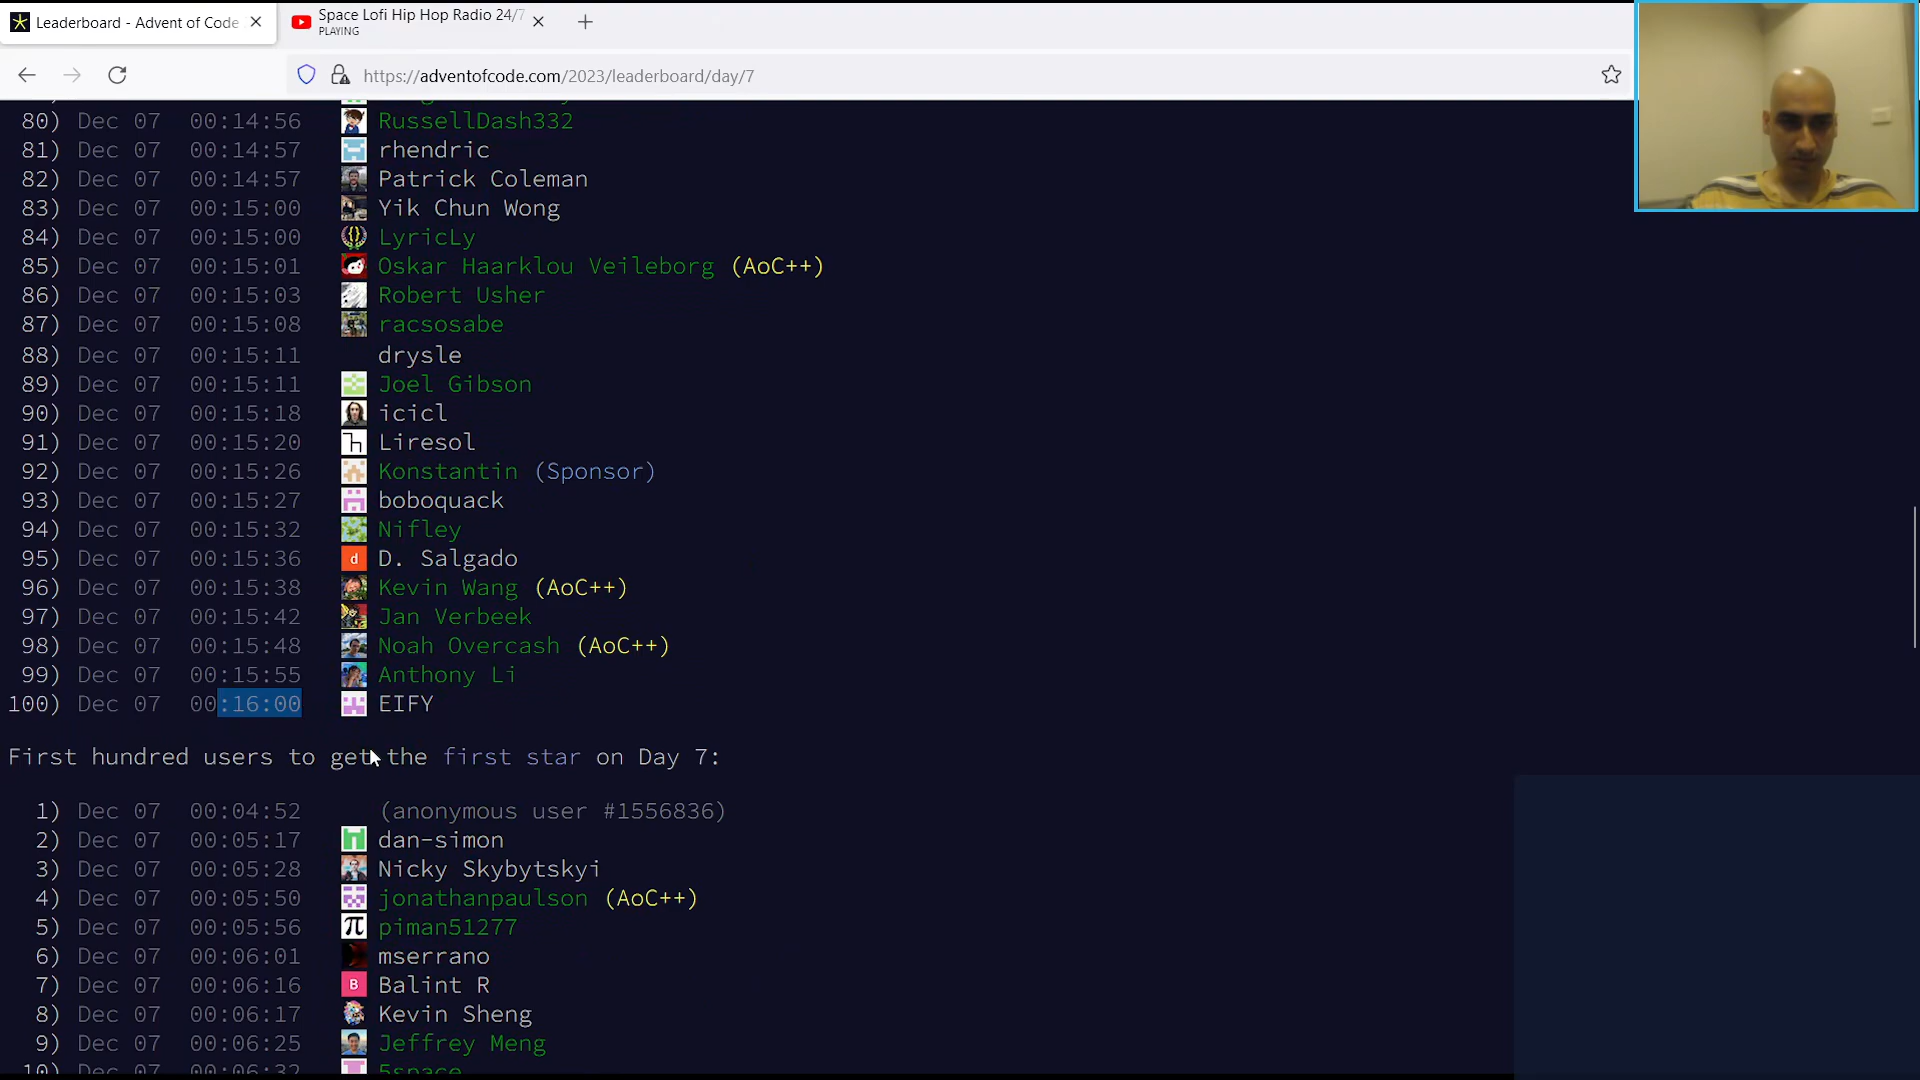 Leaderboard - Advent of Code
Space Lofi Hip Hop Radio 24/7
PLAYING
https://adventofcode.com/2023/leaderboard/day/7
80) Dec 07 00:14:56 RussellDash332
81) Dec 07 00:14:57 rhendric
82) Dec 07 00:14:57 Patrick Coleman
83) Dec 07 00:15:00 Yik Chun Wong
84) Dec 07 00:15:00 LyricLy
85) Dec 07 00:15:01 Oskar Haarklou Veileborg (AoC++)
86) Dec 07 00:15:03 Robert Usher
87) Dec 07 00:15:08 racsosabe
88) Dec 07 00:15:11 drysle
89) Dec 07 00:15:11 Joel Gibson
90) Dec 07 00:15:18 icicl
91) Dec 07 00:15:20 Liresol
92) Dec 07 00:15:26 Konstantin (Sponsor)
93) Dec 07 00:15:27 boboquack
94) Dec 07 00:15:32 Nifley
95) Dec 07 00:15:36 d D. Salgado
96) Dec 07 00:15:38 Kevin Wang (AoC++)
97) Dec 07 00:15:42 Jan Verbeek
98) Dec 07 00:15:48 Noah Overcash (AoC++)
99) Dec 07 00:15:55 Anthony Li
100) Dec 07 00:16:00 EIFY
First hundred users to get the first star on Day 7:
1) Dec 07 00:04:52 (anonymous user #1556836)
2) Dec 07 00:05:17 dan-simon
3) Dec 07 00:05:28 Nicky Skybytskyi
4) Dec 07 00:05:50 jonathanpaulson (AoC++)
5) Dec 07 00:05:56 π piman51277
6) Dec 07 00:06:01 mserrano
7) Dec 07 00:06:16 B Balint R
8) Dec 07 00:06:17 Kevin Sheng
9) Dec 07 00:06:25 Jeffrey Meng
10) Dec 07 00:06:32 5space